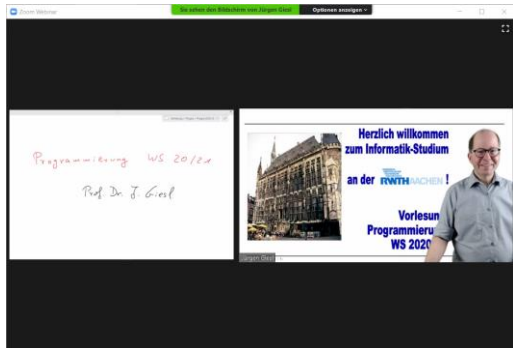 Zoom Webinar
Sie sehen den Bildschirm von Jürgen Giesl
Optionen anzeigen
Programmierung WS 20/21
Prof. Dr. J. Giesl
Herzlich willkommen
zum Informatik-Studium
an der RWTH AACHEN !
Vorlesun
Programmieru
WS 2020
Jürgen Giesl